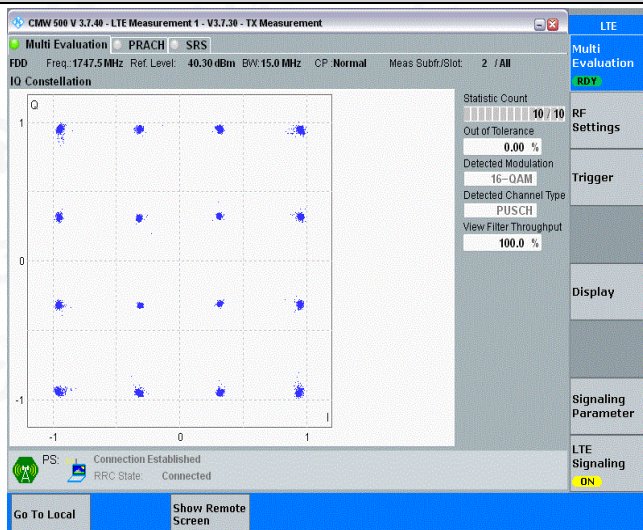 CMW 500 V 3.7.40 - LTE Measurement 1 - V3.7.30 - TX Measurement
LTE
Multi Evaluation PRACH SRS
Multi
Evaluation
RDY
FDD Freq.:1747.5 MHz Ref. Level: 40.30 dBm BW:15.0 MHz CP :Normal Meas Subfr./Slot: 2 / All
IQ Constellation
Q
1
0
-1
-1 0 1
I
Statistic Count
10 / 10
Out of Tolerance
0.00 %
Detected Modulation
16-QAM
Detected Channel Type
PUSCH
View Filter Throughput
100.0 %
RF
Settings
Trigger
Display
Signaling
Parameter
LTE
Signaling
ON
PS: Connection Established
RRC State: Connected
Go To Local
Show Remote
Screen